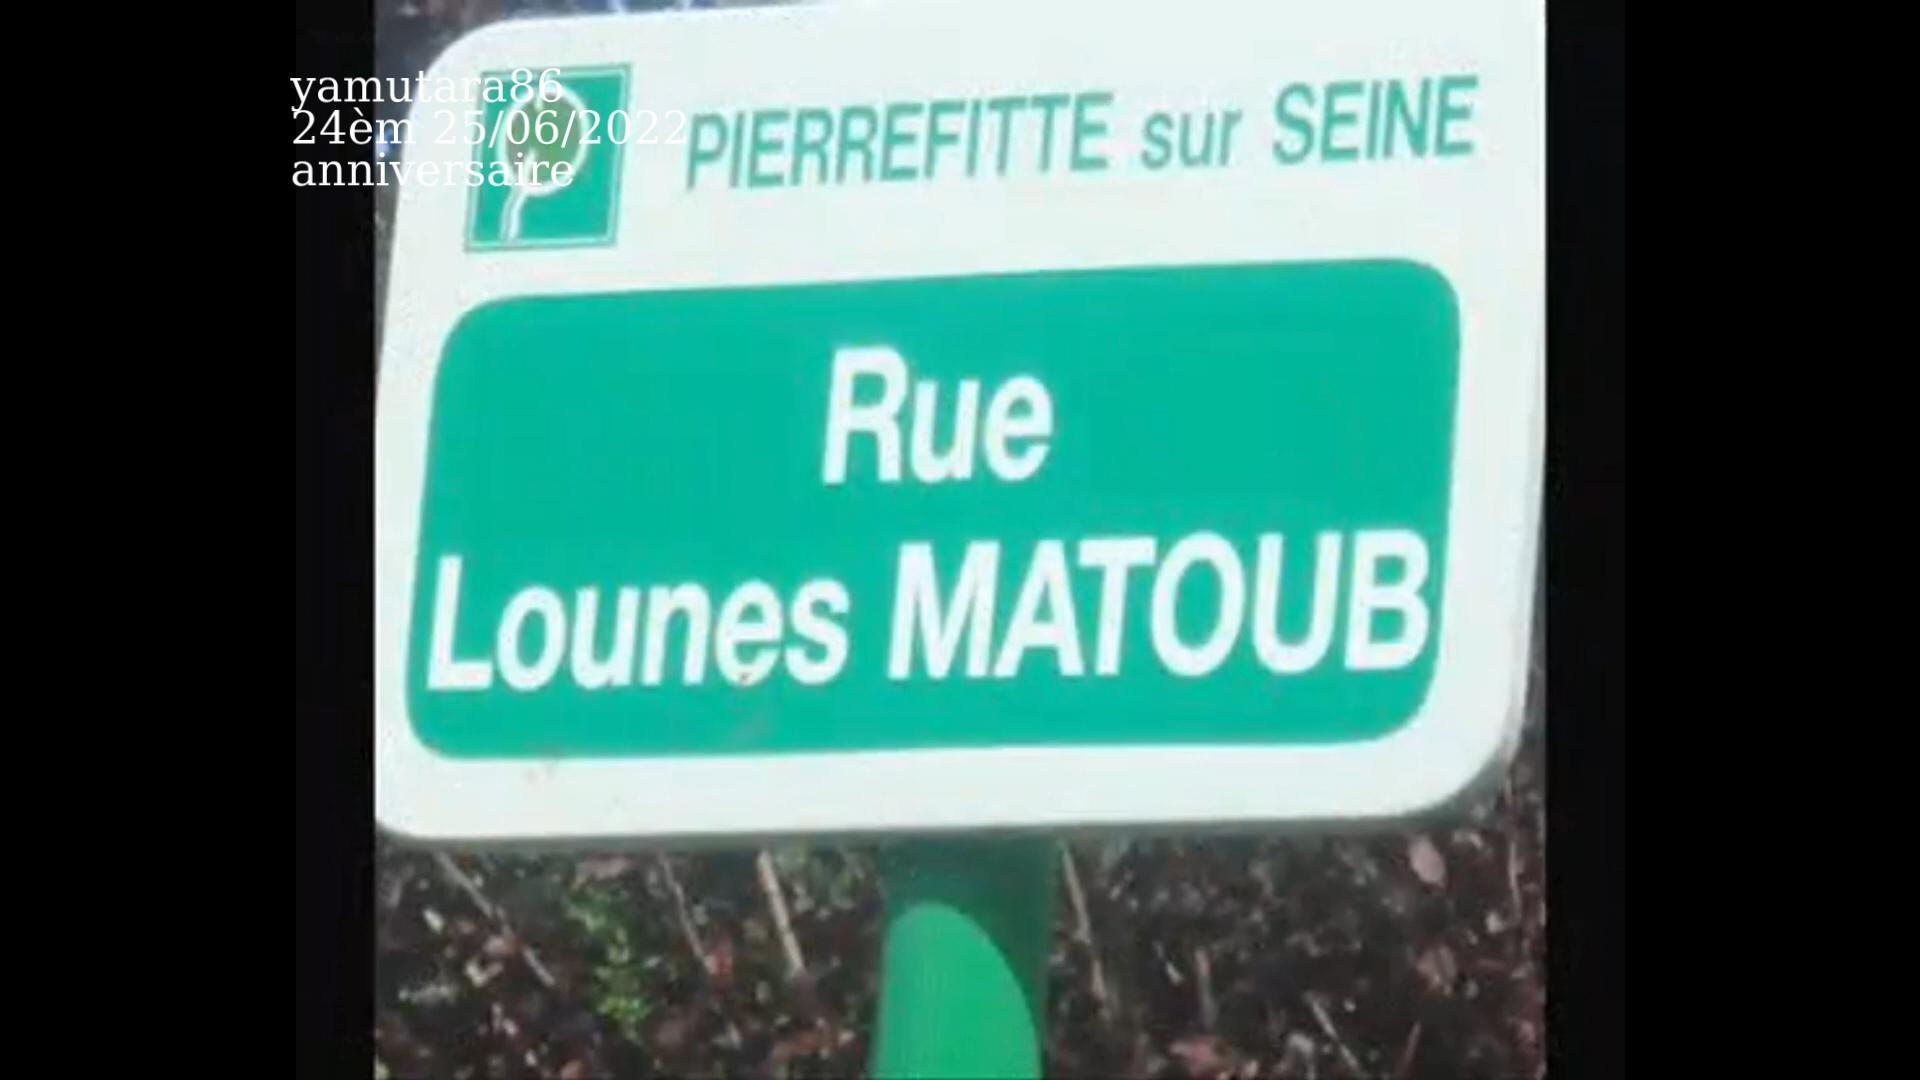 yamutara86
24èm 25/06/2022
anniversaire
PIERREFITTE sur SEINE
Rue
Lounes MATOUB